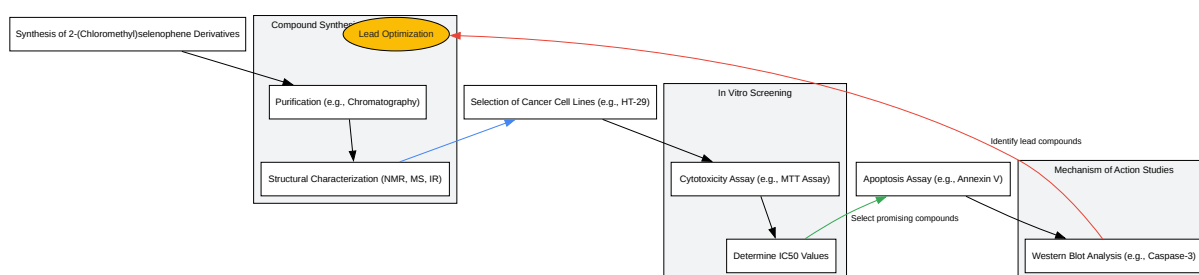 Synthesis of 2-(Chloromethyl)selenophene Derivatives
Compound Synthesi
Lead Optimization
Purification (e.g., Chromatography)
Structural Characterization (NMR, MS, IR)
Selection of Cancer Cell Lines (e.g., HT-29)
In Vitro Screening
Cytotoxicity Assay (e.g., MTT Assay)
Determine IC50 Values
Select promising compounds
Apoptosis Assay (e.g., Annexin V)
Identify lead compounds
Mechanism of Action Studies
Western Blot Analysis (e.g., Caspase-3)